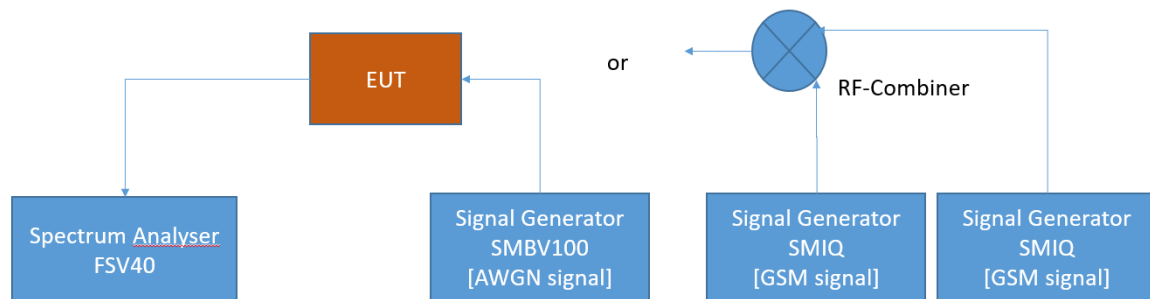 EUT
or
RF-Combiner
Spectrum Analyser
FSV40
Signal Generator
SMBV100
[AWGN signal]
Signal Generator
SMIQ
[GSM signal]
Signal Generator
SMIQ
[GSM signal]